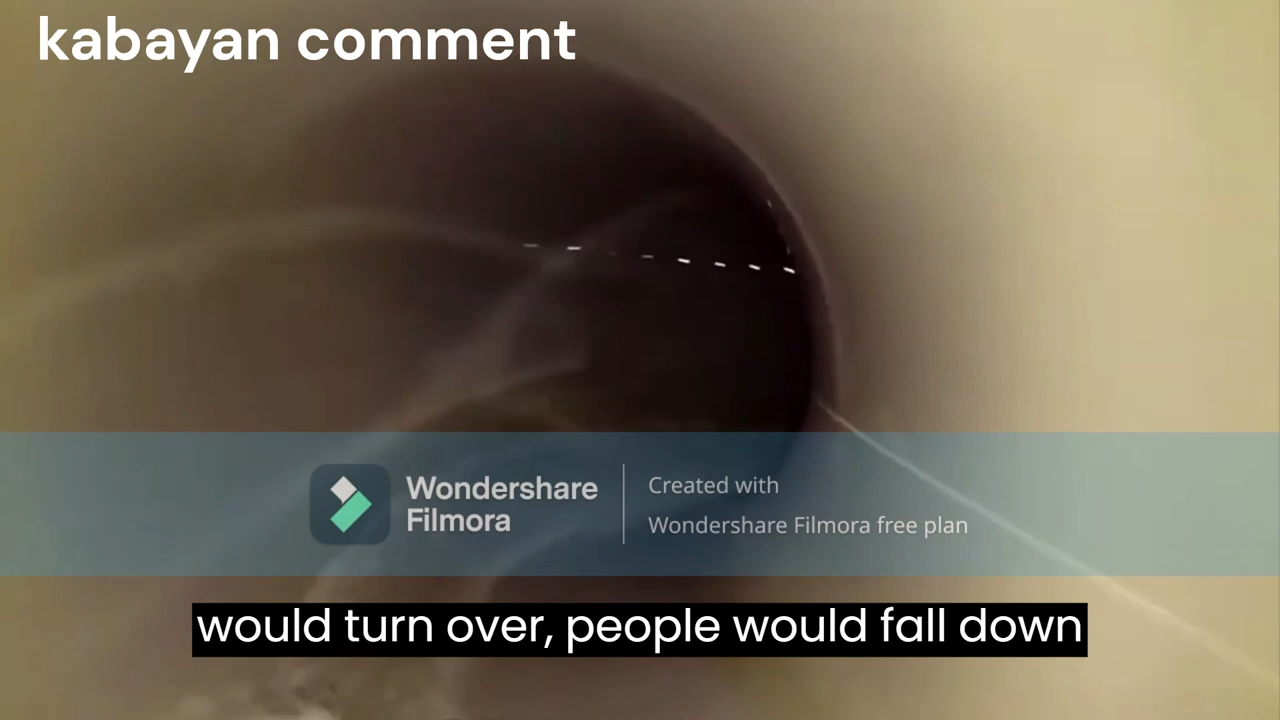 kabayan comment
Wondershare
Filmora
Created with
Wondershare Filmora free plan
would turn over, people would fall down